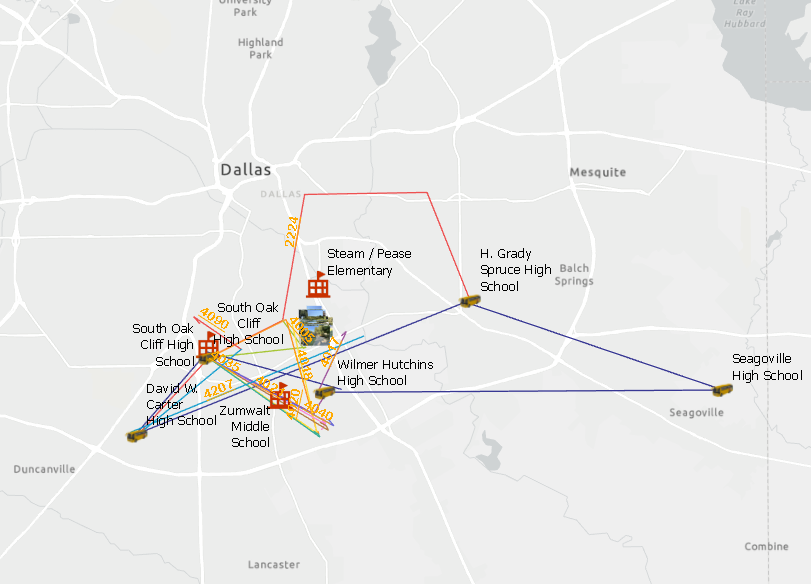 University
Park
Lake
Ray
Hubbard
Highland
Park
Dallas
Mesquite
DALLAS
2224
Steam / Pease
Elementary
H. Grady
Spruce High
School
Balch
Springs
4090
South Oak
Cliff
High School
South Oak
Cliff High
School
4207
Wilmer Hutchins
High School
Seagoville
High School
David W.
Carter
High School
4040
Zumwalt
Middle
School
Seagoville
Duncanville
Combine
Lancaster